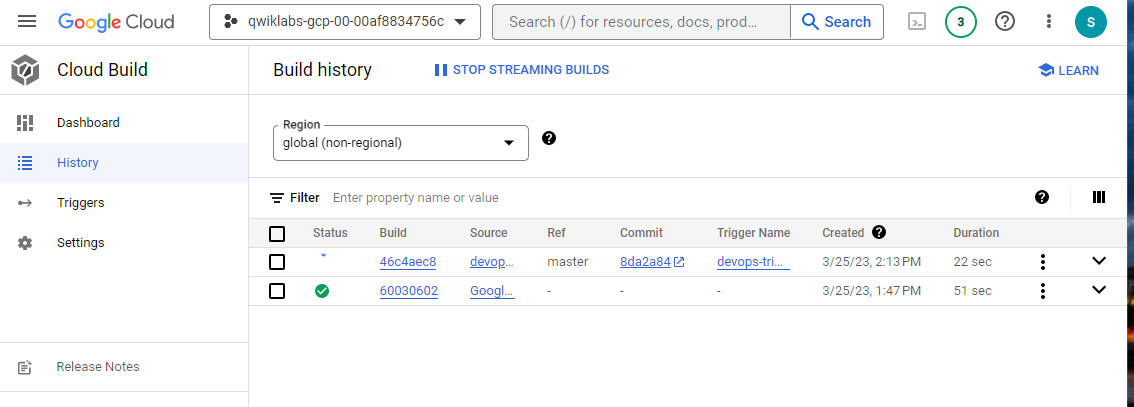 Google Cloud
qwiklabs-gcp-00-00af8834756c
Search (/) for resources, docs, prod...
Search
3
S
Cloud Build
Build history
STOP STREAMING BUILDS
LEARN
Dashboard
History
Triggers
Settings
Release Notes
Region
global (non-regional)
Filter Enter property name or value
Status Build Source Ref Commit Trigger Name Created Duration
46c4aec8 devop... master 8da2a84 devops-tri... 3/25/23, 2:13 PM 22 sec
60030602 Googl... - - - 3/25/23, 1:47 PM 51 sec